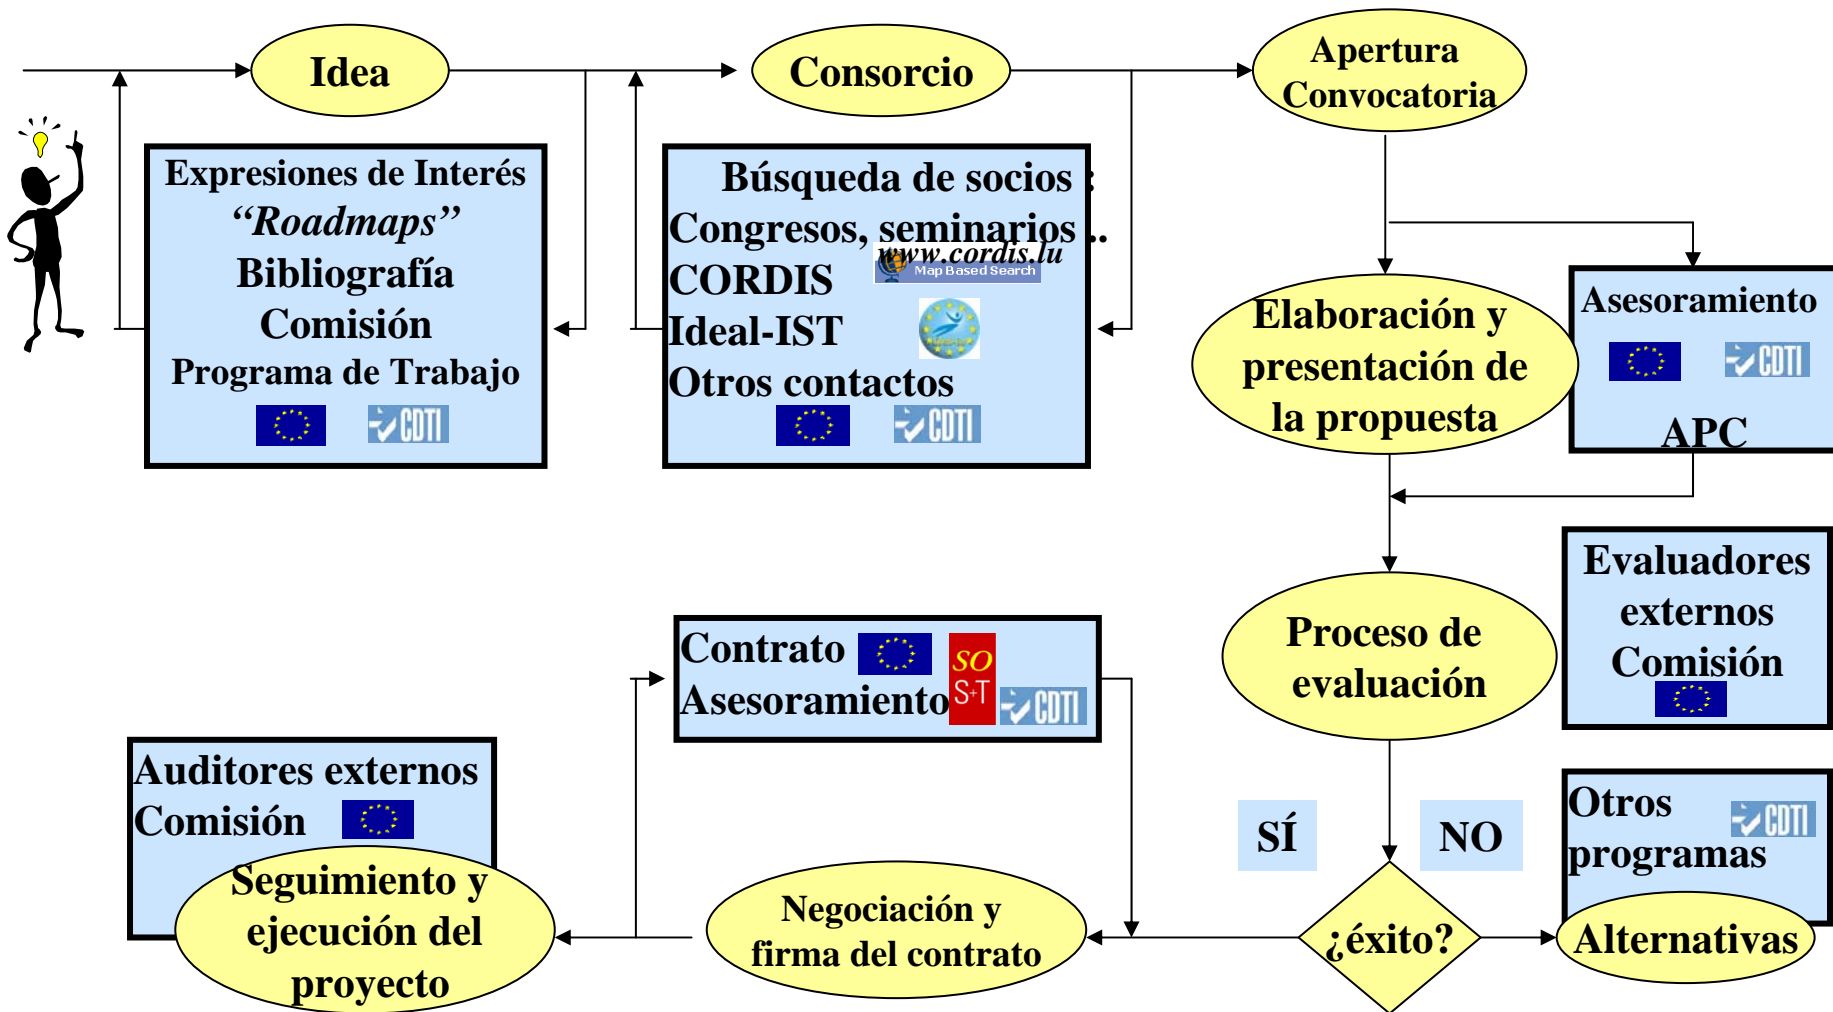 Idea
Consorcio
Apertura
Convocatoria
Expresiones de Interés
“Roadmaps”
Bibliografía
Comisión
Programa de Trabajo
CDTI
Búsqueda de socios :
Congresos, seminarios ..
www.cordis.lu
Map Based Search
CORDIS
Ideal-IST
Otros contactos
CDTI
Elaboración y
presentación de
la propuesta
Asesoramiento
CDTI
APC
Proceso de
evaluación
Evaluadores
externos
Comisión
Contrato
Asesoramiento
SO
S+T
CDTI
Auditores externos
Comisión
Seguimiento y
ejecución del
proyecto
Negociación y
firma del contrato
SÍ
NO
¿éxito?
Otros
programas
CDTI
Alternativas